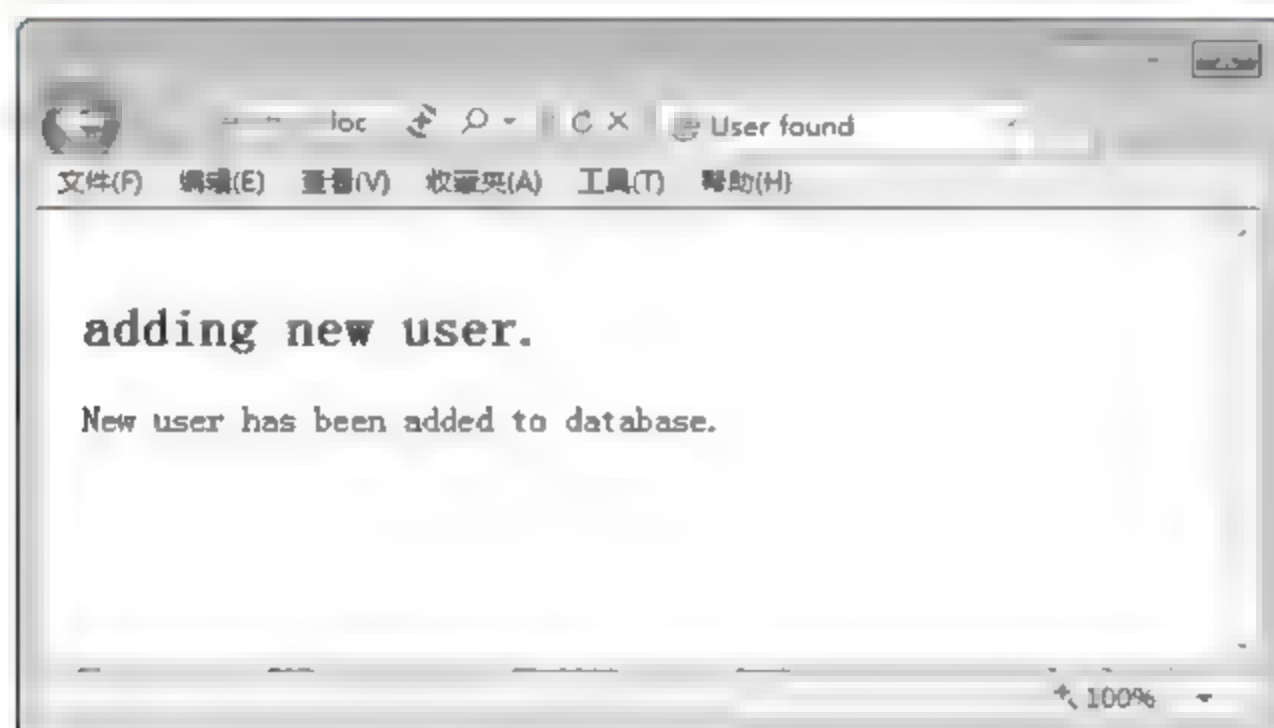 loc User found
文件(F) 编辑(E) 查看(V) 收藏夹(A) 工具(T) 帮助(H)
adding new user.
New user has been added to database.
100%